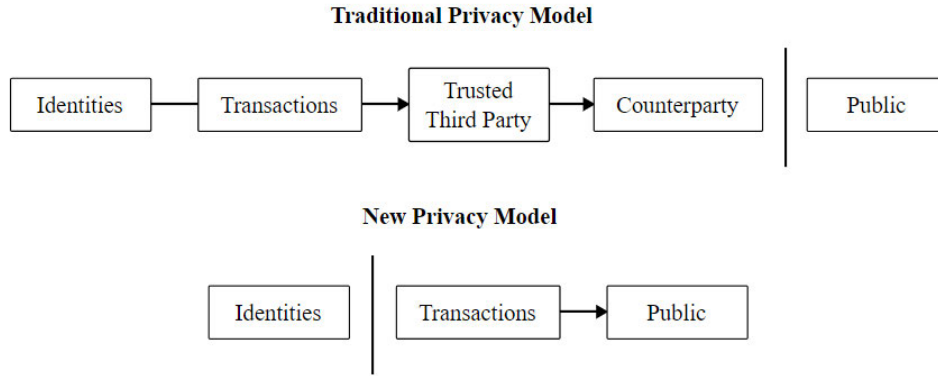 Traditional Privacy Model
Identities
Transactions
Trusted
Third Party
Counterparty
Public
New Privacy Model
Identities
Transactions
Public